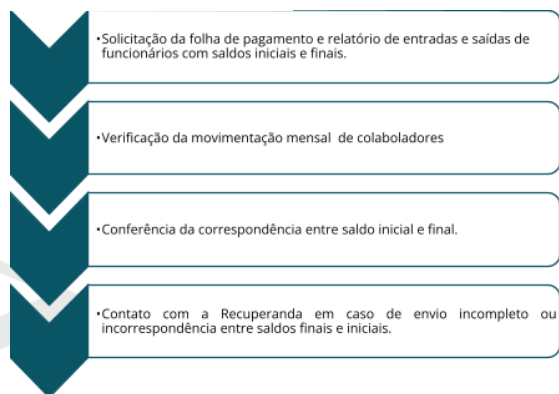 •Solicitação da folha de pagamento e relatório de entradas e saídas de
funcionários com saldos iniciais e finais.
•Verificação da movimentação mensal de colaboladores
•Conferência da correspondência entre saldo inicial e final.
•Contato com a Recuperanda em caso de envio incompleto ou
incorrespondência entre saldos finais e iniciais.